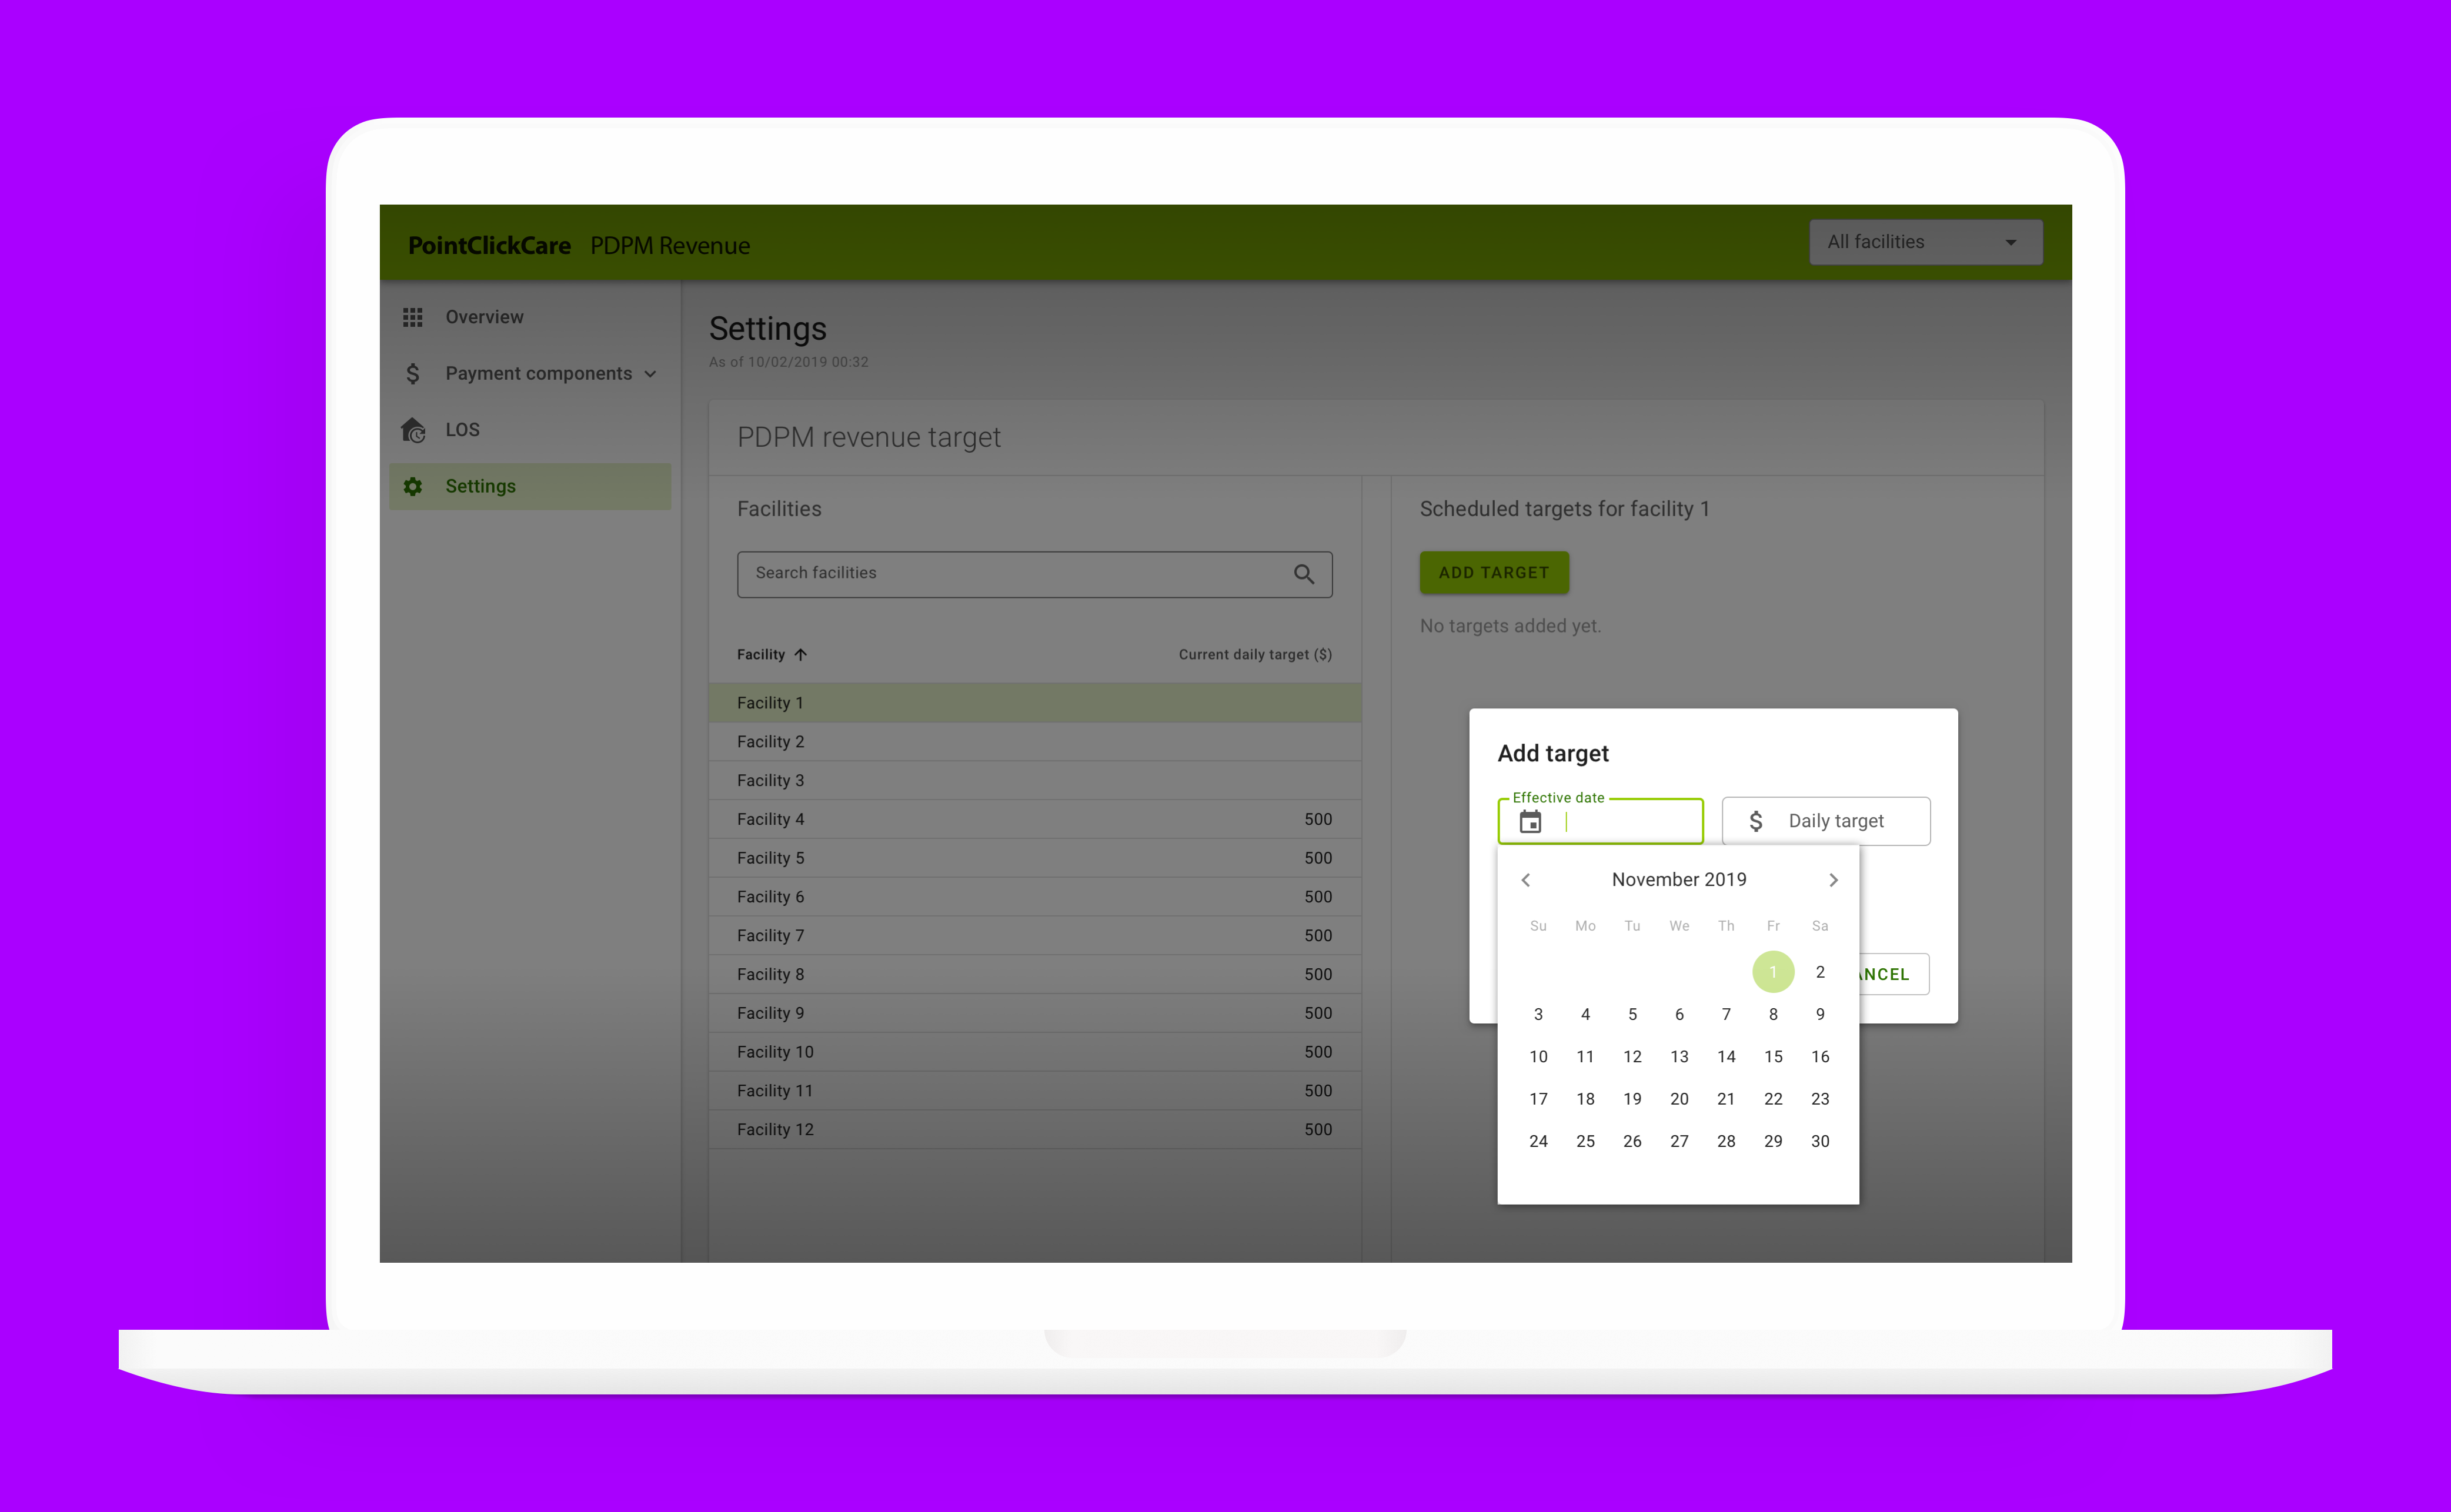 PointClickCare PDPM Revenue
All facilities
Overview
Payment components
LOS
Settings
Settings
As of 10/02/2019 00:32
PDPM revenue target
Facilities
Search facilities
Facility Current daily target ($)
Facility 1
Facility 2
Facility 3
Facility 4 500
Facility 5 500
Facility 6 500
Facility 7 500
Facility 8 500
Facility 9 500
Facility 10 500
Facility 11 500
Facility 12 500
Scheduled targets for facility 1
ADD TARGET
No targets added yet.
Add target
Effective date
$ Daily target
November 2019
Su Mo Tu We Th Fr Sa
1 2
3 4 5 6 7 8 9
10 11 12 13 14 15 16
17 18 19 20 21 22 23
24 25 26 27 28 29 30